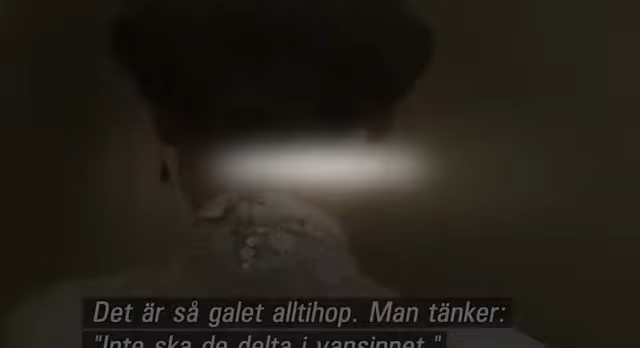 Det är så galet alltihop. Man tänker:
"Inte ska de delta i vansinnet."